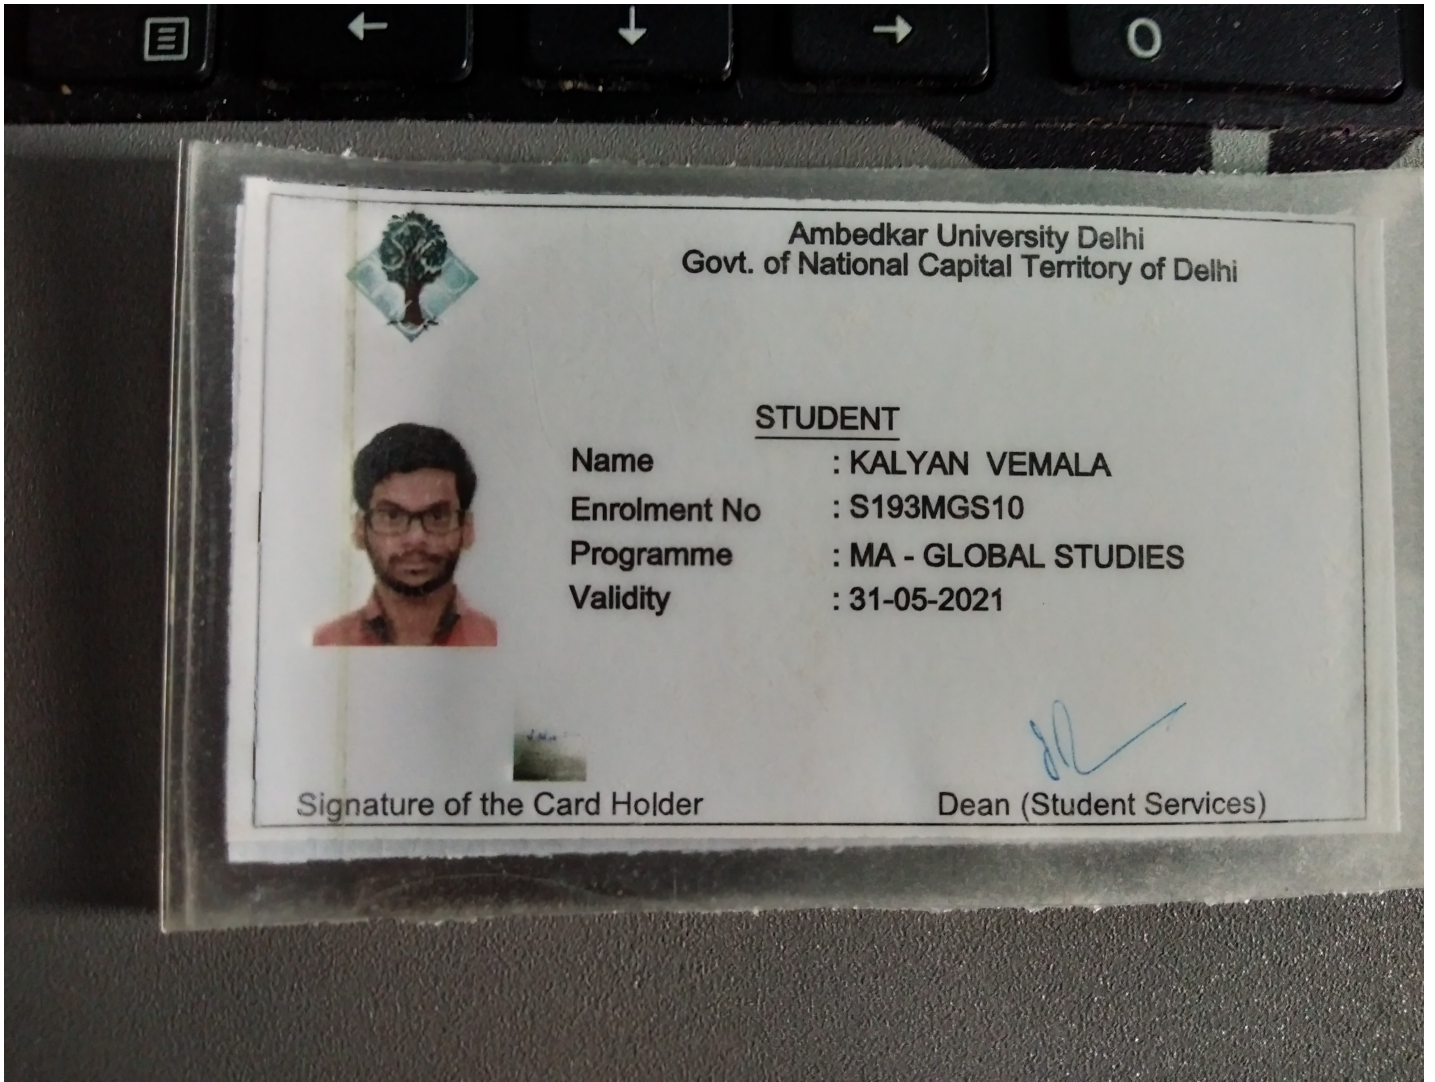 O
Ambedkar University Delhi
Govt. of National Capital Territory of Delhi
STUDENT
Name : KALYAN VEMALA
Enrolment No : S193MGS10
Programme : MA - GLOBAL STUDIES
Validity : 31-05-2021
Signature of the Card Holder Dean (Student Services)